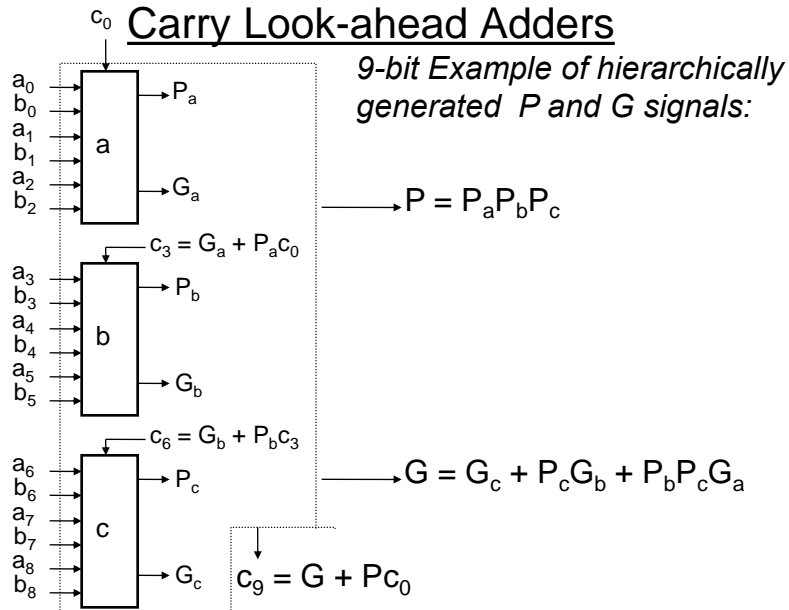 Carry Look-ahead Adders
9-bit Example of hierarchically
generated P and G signals:
c₀
a₀
b₀
a₁
b₁
a₂
b₂
a
Pₐ
Gₐ
c₃ = Gₐ + Pₐc₀
a₃
b₃
a₄
b₄
a₅
b₅
b
P_b
G_b
c₆ = G_b + P_bc₃
a₆
b₆
a₇
b₇
a₈
b₈
c
P_c
G_c
P = PₐP_bP_c
G = G_c + P_cG_b + P_bP_cGₐ
c₉ = G + Pc₀